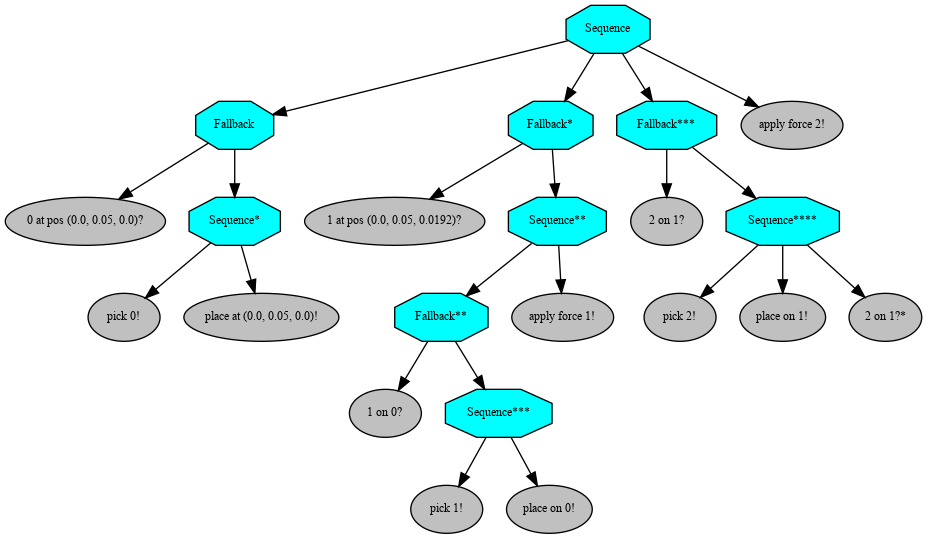 Sequence
Fallback
Fallback*
Fallback***
apply force 2!
0 at pos (0.0, 0.05, 0.0)?
Sequence*
1 at pos (0.0, 0.05, 0.0192)?
Sequence**
2 on 1?
Sequence****
pick 0!
place at (0.0, 0.05, 0.0)!
Fallback**
apply force 1!
pick 2!
place on 1!
2 on 1?*
1 on 0?
Sequence***
pick 1!
place on 0!